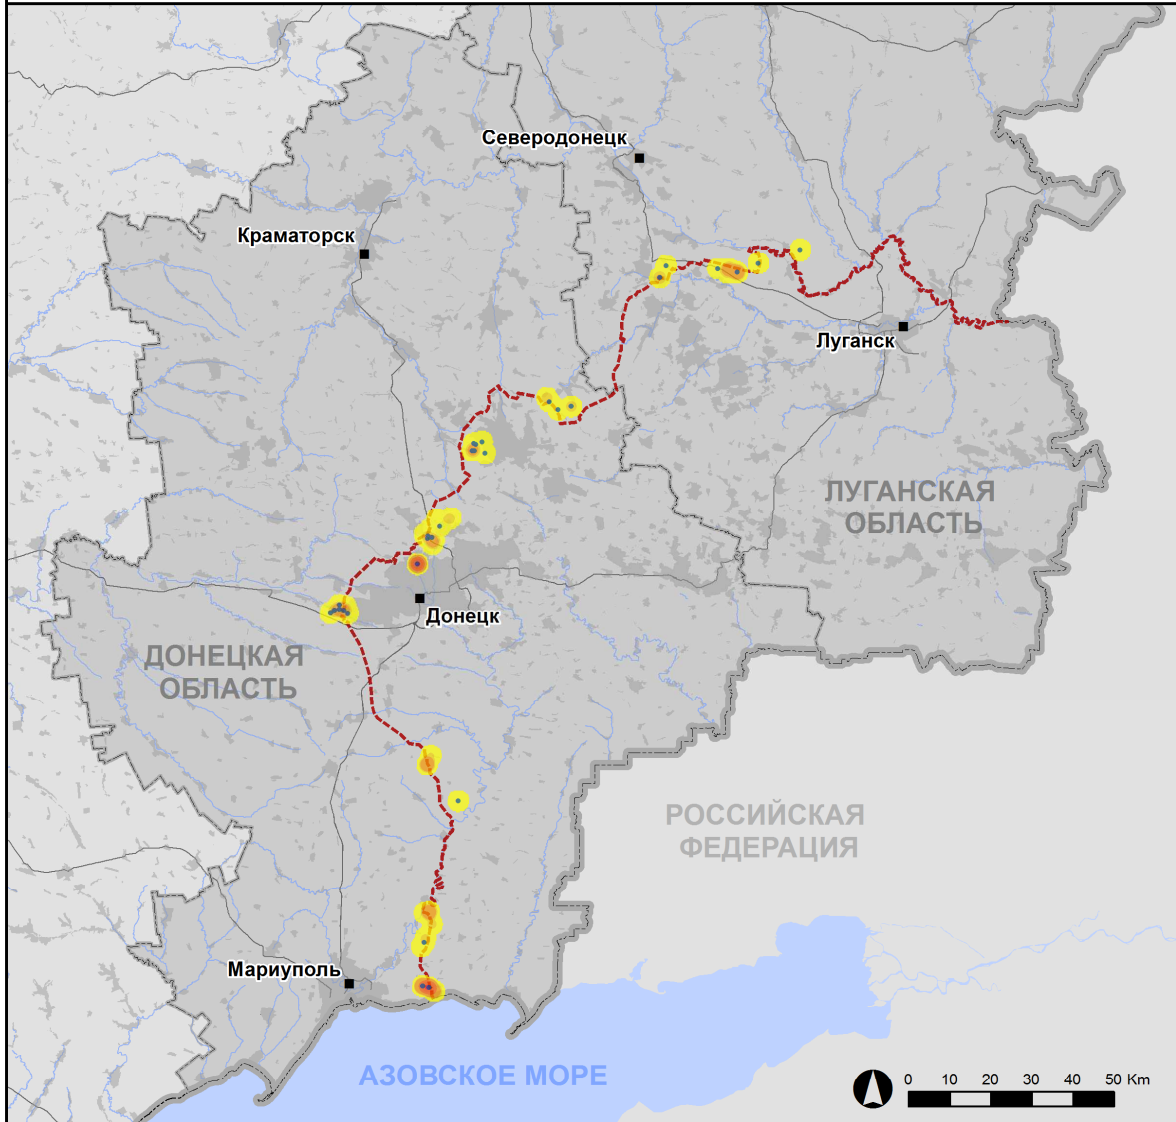 Северодонецк
Краматорск
Луганск
ЛУГАНСКАЯ
ОБЛАСТЬ
Донецк
ДОНЕЦКАЯ
ОБЛАСТЬ
РОССИЙСКАЯ
ФЕДЕРАЦИЯ
Мариуполь
АЗОВСКОЕ МОРЕ
0 10 20 30 40 50 Km